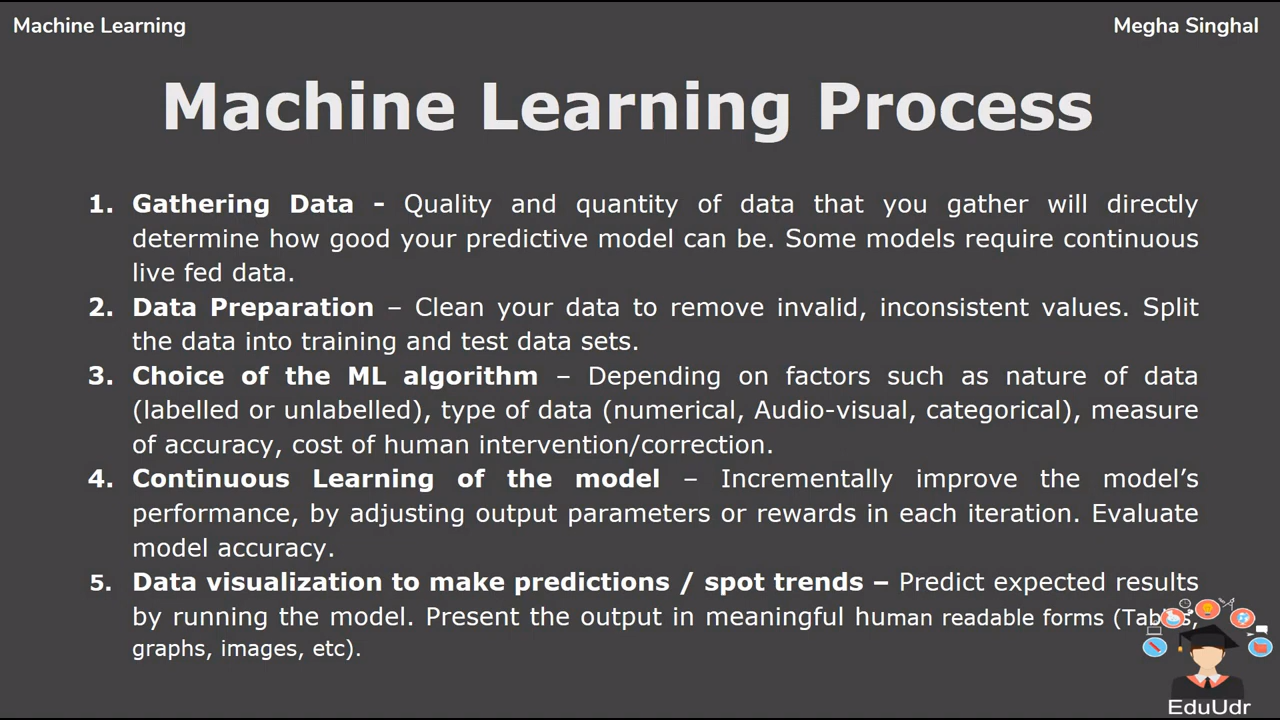 Machine Learning
Megha Singhal
Machine Learning Process
1. Gathering Data - Quality and quantity of data that you gather will directly
determine how good your predictive model can be. Some models require continuous
live fed data.
2. Data Preparation – Clean your data to remove invalid, inconsistent values. Split
the data into training and test data sets.
3. Choice of the ML algorithm – Depending on factors such as nature of data
(labelled or unlabelled), type of data (numerical, Audio-visual, categorical), measure
of accuracy, cost of human intervention/correction.
4. Continuous Learning of the model – Incrementally improve the model’s
performance, by adjusting output parameters or rewards in each iteration. Evaluate
model accuracy.
5. Data visualization to make predictions / spot trends – Predict expected results
by running the model. Present the output in meaningful human readable forms (Tables,
graphs, images, etc).
EduUdr